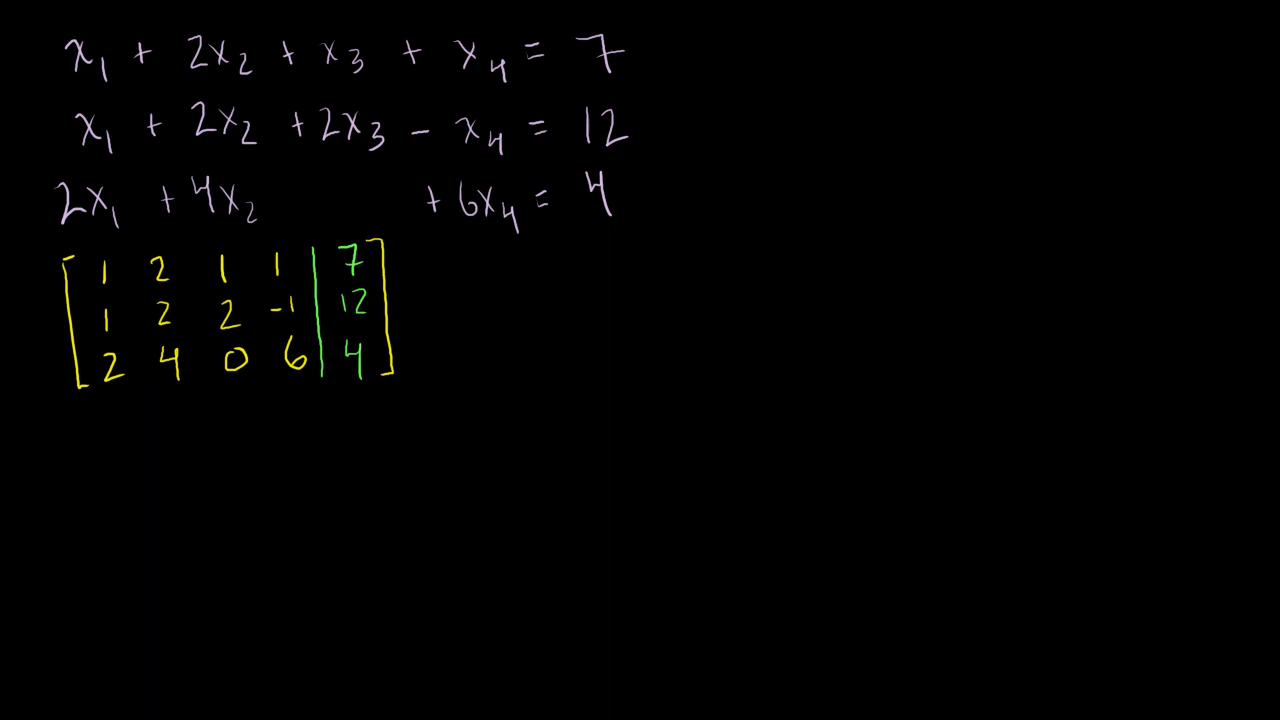 x₁ + 2x₂ + x₃ + x₄ = 7
x₁ + 2x₂ + 2x₃ - x₄ = 12
2x₁ + 4x₂ + 6x₄ = 4
1 2 1 1 | 7
1 2 2 -1 | 12
2 4 0 6 | 4